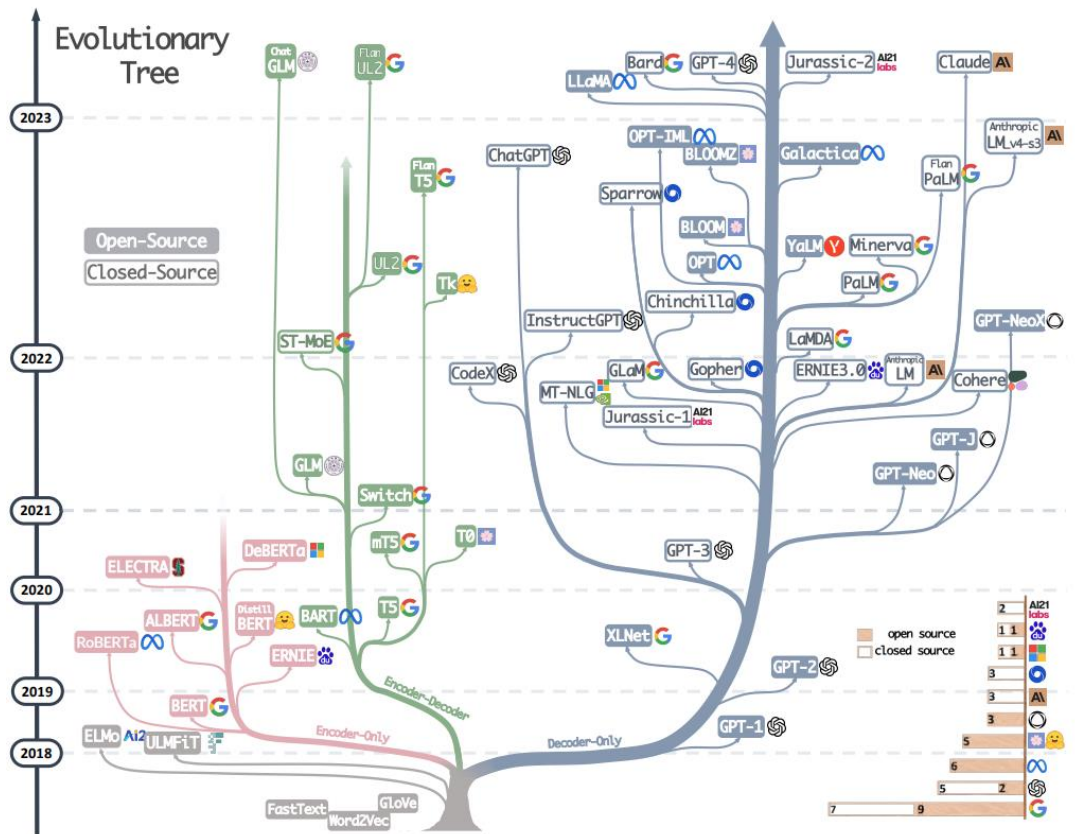 Evolutionary
Tree
Chat
GLM
Flan
UL2
Bard
GPT-4
Jurassic-2
AI21
labs
Claude
A\
LLaMA
2023
OPT-IML
Anthropic
LM_v4-s3
A\
ChatGPT
BLOOMZ
Galactica
Flan
T5
Flan
PaLM
Sparrow
Open-Source
BLOOM
YaLM
Y
Minerva
Closed-Source
UL2
OPT
Tk
PaLM
Chinchilla
InstructGPT
GPT-NeoX
ST-MoE
LaMDA
2022
CodeX
GLaM
Gopher
ERNIE3.0
du
Anthropic
LM
A\
Cohere
MT-NLG
Jurassic-1
AI21
labs
GPT-J
GLM
GPT-Neo
Switch
2021
T0
mT5
DeBERTa
GPT-3
ELECTRA
2020
Distill
BERT
BART
T5
ALBERT
2
AI21
labs
RoBERTa
XLNet
open source
1
1
du
ERNIE
du
closed source
1
1
GPT-2
3
2019
Encoder-Decoder
3
A\
BERT
GPT-1
3
ELMo
Ai2
ULMFiT
Encoder-Only
Decoder-Only
5
2018
6
5
2
FastText
GloVe
Word2Vec
7
9